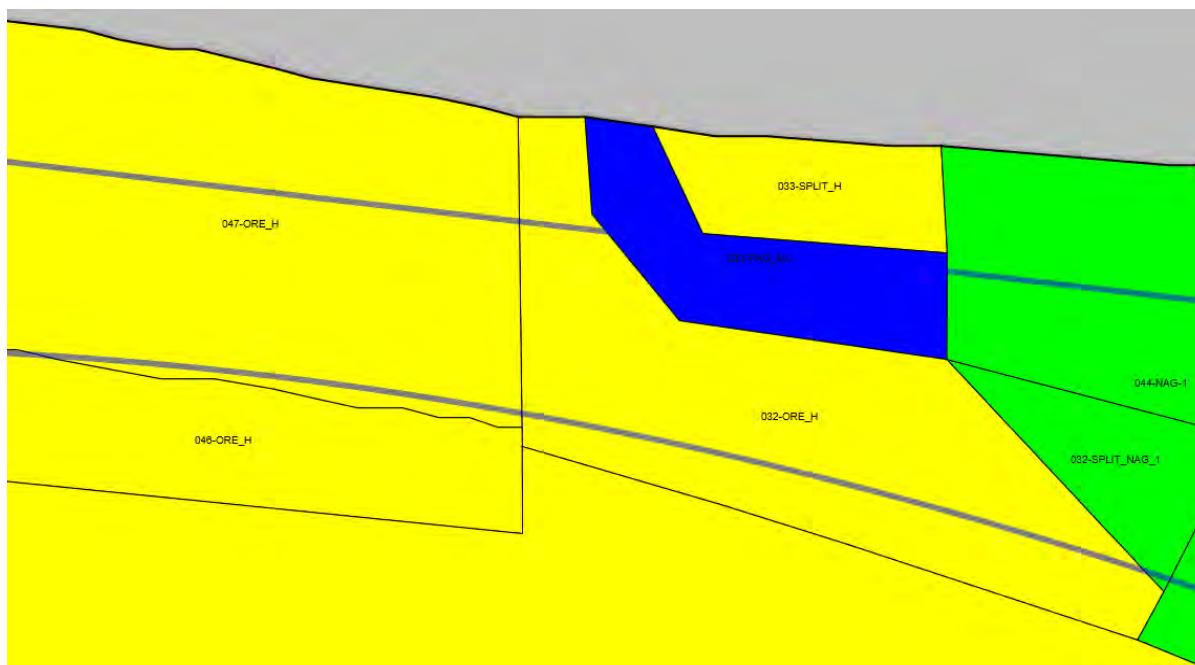 033-SPLIT_H
047-ORE_H
044-NAG-1
032-ORE_H
046-ORE_H
032-SPLIT_NAG_1